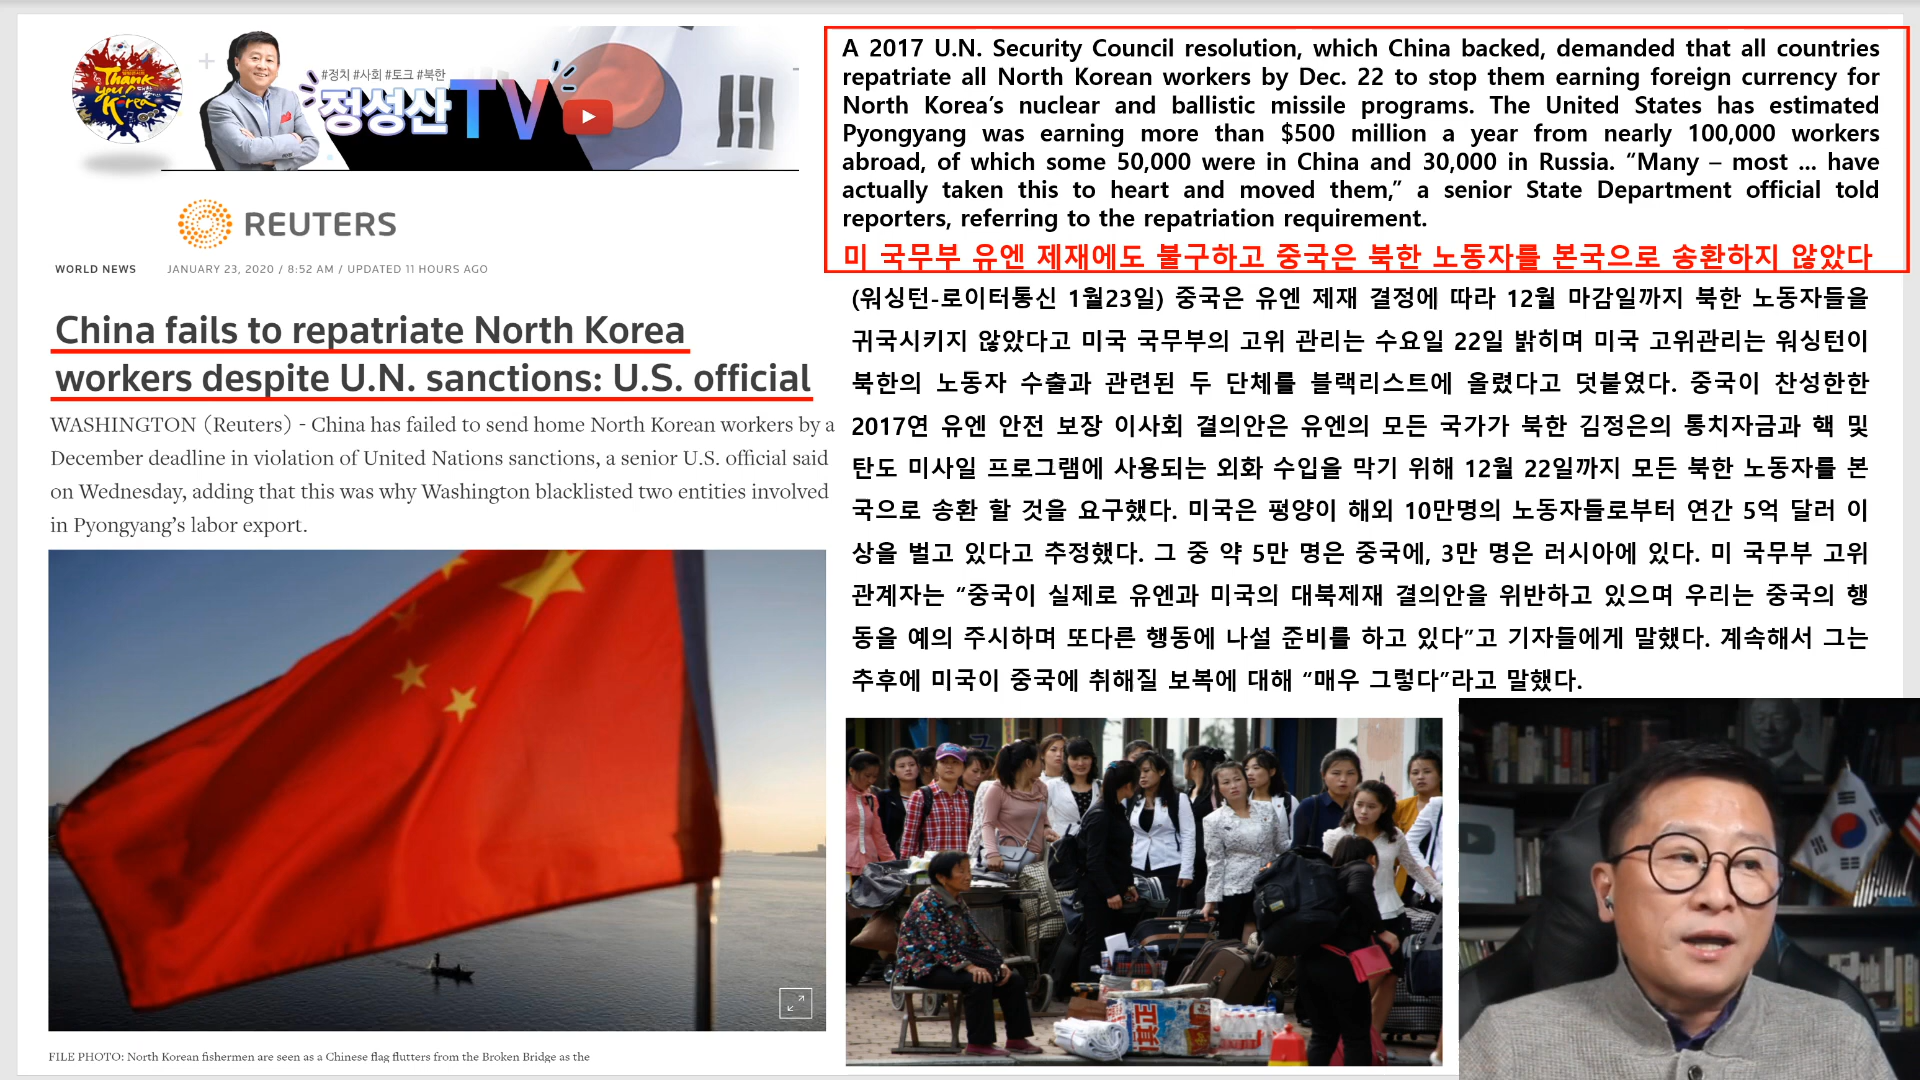 Thank you Korea
#정치 #사회 #토크 #북한
정성산TV
REUTERS
WORLD NEWS JANUARY 23, 2020 / 8:52 AM / UPDATED 11 HOURS AGO
China fails to repatriate North Korea
workers despite U.N. sanctions: U.S. official
WASHINGTON (Reuters) - China has failed to send home North Korean workers by a
December deadline in violation of United Nations sanctions, a senior U.S. official said
on Wednesday, adding that this was why Washington blacklisted two entities involved
in Pyongyang’s labor export.
FILE PHOTO: North Korean fishermen are seen as a Chinese flag flutters from the Broken Bridge as the
A 2017 U.N. Security Council resolution, which China backed, demanded that all countries
repatriate all North Korean workers by Dec. 22 to stop them earning foreign currency for
North Korea’s nuclear and ballistic missile programs. The United States has estimated
Pyongyang was earning more than $500 million a year from nearly 100,000 workers
abroad, of which some 50,000 were in China and 30,000 in Russia. “Many – most ... have
actually taken this to heart and moved them,” a senior State Department official told
reporters, referring to the repatriation requirement.
미 국무부 유엔 제재에도 불구하고 중국은 북한 노동자를 본국으로 송환하지 않았다
(워싱턴-로이터통신 1월23일) 중국은 유엔 제재 결정에 따라 12월 마감일까지 북한 노동자들을
귀국시키지 않았다고 미국 국무부의 고위 관리는 수요일 22일 밝히며 미국 고위관리는 워싱턴이
북한의 노동자 수출과 관련된 두 단체를 블랙리스트에 올렸다고 덧붙였다. 중국이 찬성한한
2017연 유엔 안전 보장 이사회 결의안은 유엔의 모든 국가가 북한 김정은의 통치자금과 핵 및
탄도 미사일 프로그램에 사용되는 외화 수입을 막기 위해 12월 22일까지 모든 북한 노동자를 본
국으로 송환 할 것을 요구했다. 미국은 평양이 해외 10만명의 노동자들로부터 연간 5억 달러 이
상을 벌고 있다고 추정했다. 그 중 약 5만 명은 중국에, 3만 명은 러시아에 있다. 미 국무부 고위
관계자는 “중국이 실제로 유엔과 미국의 대북제재 결의안을 위반하고 있으며 우리는 중국의 행
동을 예의 주시하며 또다른 행동에 나설 준비를 하고 있다”고 기자들에게 말했다. 계속해서 그는
추후에 미국이 중국에 취해질 보복에 대해 “매우 그렇다”라고 말했다.